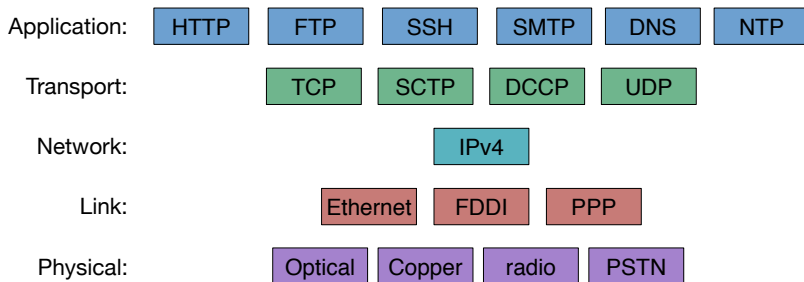 Application: HTTP FTP SSH SMTP DNS NTP
Transport: TCP SCTP DCCP UDP
Network: IPv4
Link: Ethernet FDDI PPP
Physical: Optical Copper radio PSTN